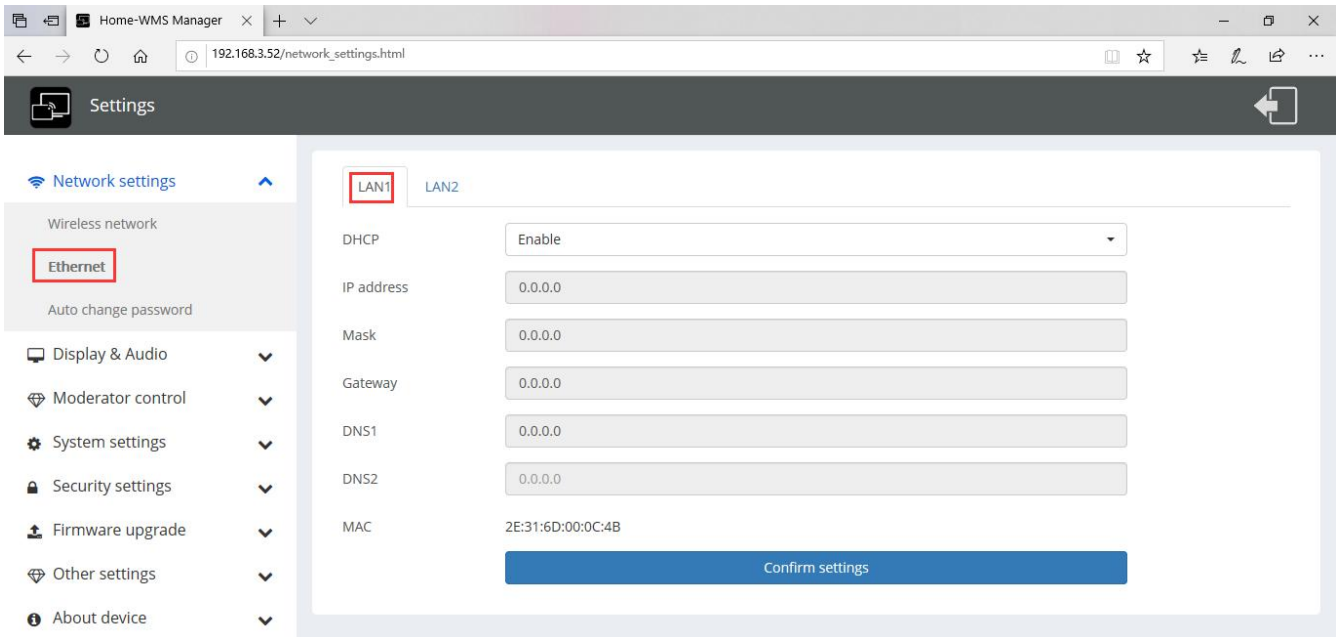 Home-WMS Manager
192.168.3.52/network_settings.html
Settings
Network settings
Wireless network
Ethernet
Auto change password
Display & Audio
Moderator control
System settings
Security settings
Firmware upgrade
Other settings
About device
LAN1 LAN2
DHCP Enable
IP address 0.0.0.0
Mask 0.0.0.0
Gateway 0.0.0.0
DNS1 0.0.0.0
DNS2 0.0.0.0
MAC 2E:31:6D:00:0C:4B
Confirm settings